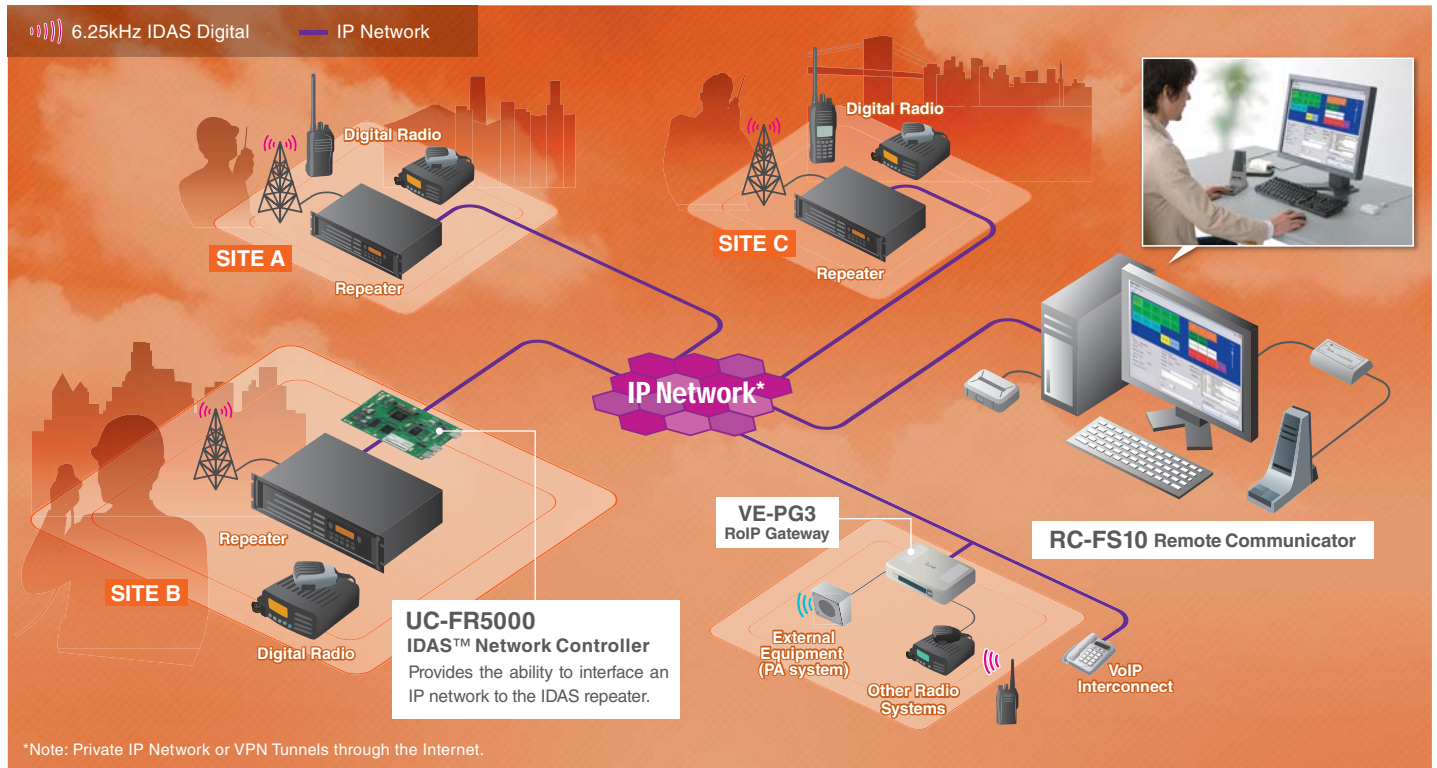 6.25kHz IDAS Digital
IP Network
Digital Radio
SITE A
Repeater
Digital Radio
SITE C
Repeater
IP Network*
Repeater
SITE B
Digital Radio
UC-FR5000
IDAS™ Network Controller
Provides the ability to interface an
IP network to the IDAS repeater.
VE-PG3
RoIP Gateway
External
Equipment
(PA system)
Other Radio
Systems
VoIP
Interconnect
RC-FS10 Remote Communicator
*Note: Private IP Network or VPN Tunnels through the Internet.